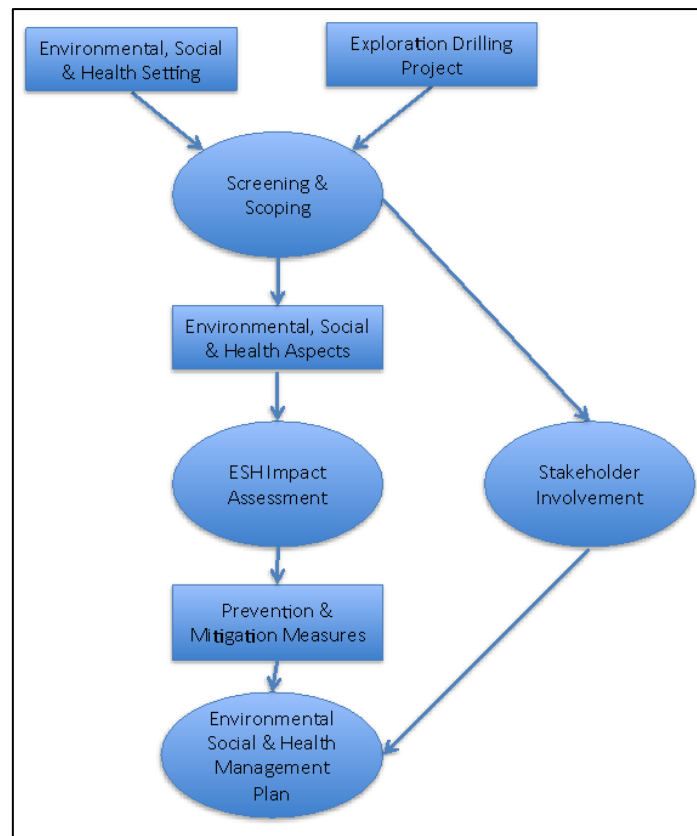 Environmental, Social
& Health Setting
Exploration Drilling
Project
Screening &
Scoping
Environmental, Social
& Health Aspects
ESH Impact
Assessment
Stakeholder
Involvement
Prevention &
Mitigation Measures
Environmental
Social & Health
Management
Plan